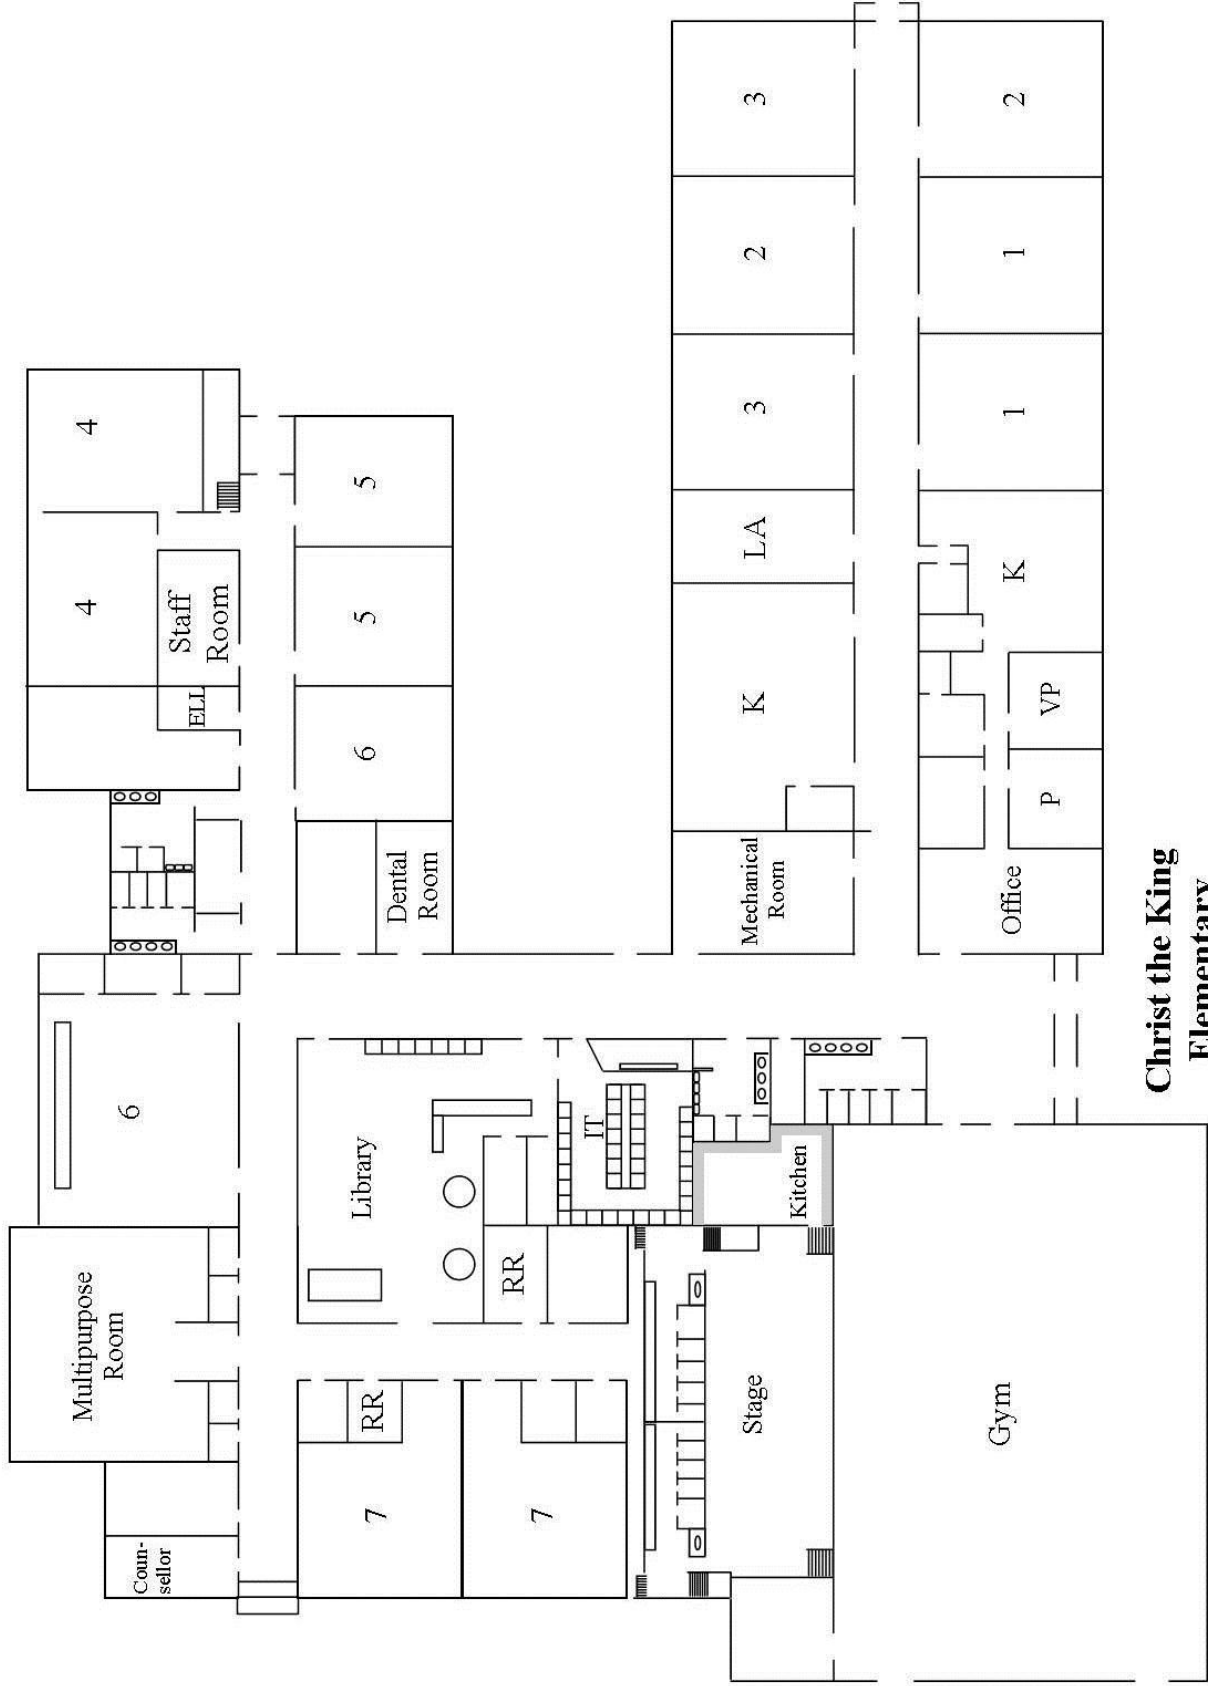 Multipurpose
Room
4
4
6
Coun-
sellor
ELL
Staff
Room
7
RR
Library
6
5
5
Dental
Room
7
RR
IT
Stage
Kitchen
Mechanical
Room
K
LA
3
2
3
Gym
Office
P
VP
K
1
1
2
Christ the King
Elementary